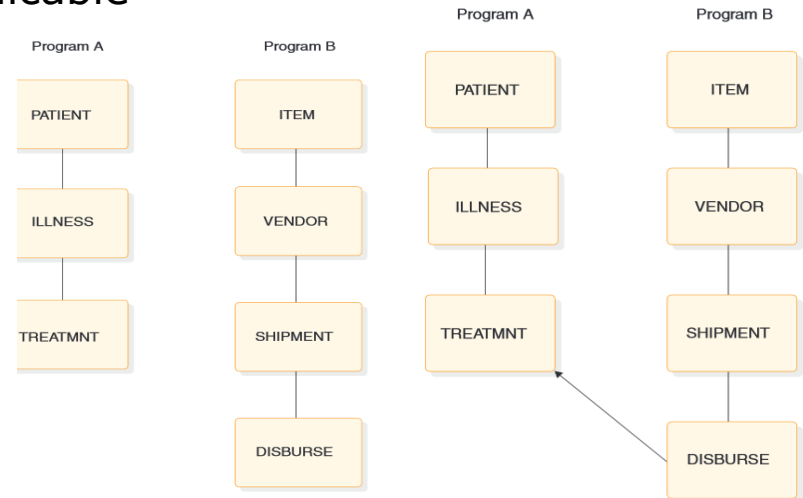 Program A
PATIENT
ILLNESS
TREATMNT
Program B
ITEM
VENDOR
SHIPMENT
DISBURSE
Program A
PATIENT
ILLNESS
TREATMNT
Program B
ITEM
VENDOR
SHIPMENT
DISBURSE